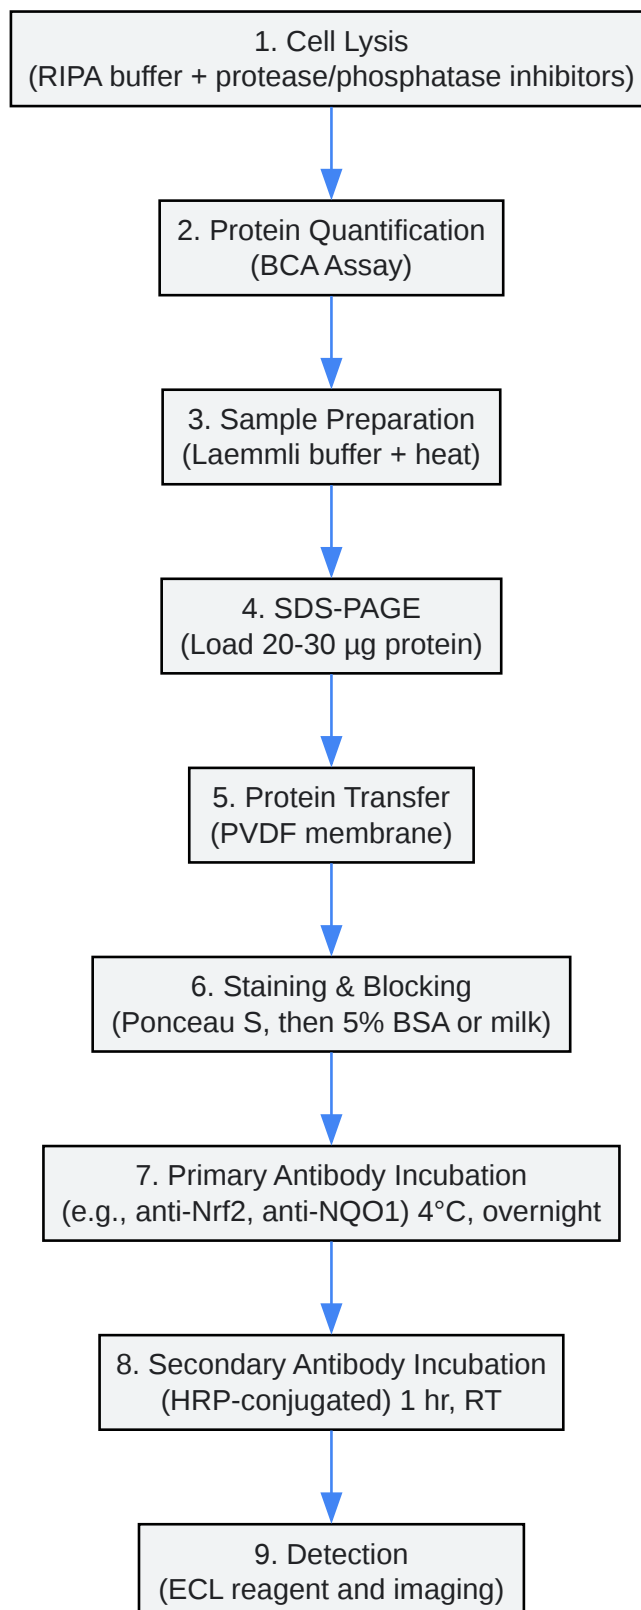 1. Cell Lysis
(RIPA buffer + protease/phosphatase inhibitors)
2. Protein Quantification
(BCA Assay)
3. Sample Preparation
(Laemmli buffer + heat)
4. SDS-PAGE
(Load 20-30 µg protein)
5. Protein Transfer
(PVDF membrane)
6. Staining & Blocking
(Ponceau S, then 5% BSA or milk)
7. Primary Antibody Incubation
(e.g., anti-Nrf2, anti-NQO1) 4°C, overnight
8. Secondary Antibody Incubation
(HRP-conjugated) 1 hr, RT
9. Detection
(ECL reagent and imaging)